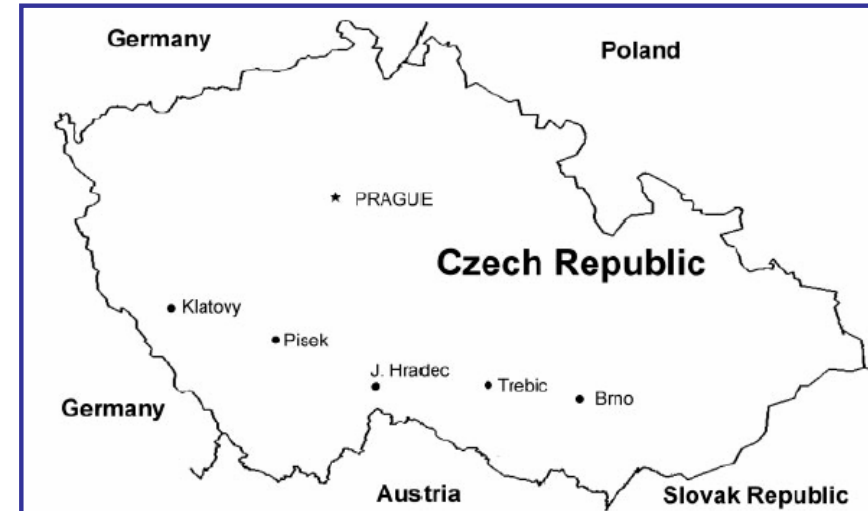 Germany
Poland
PRAGUE
Czech Republic
Klatovy
Pisek
J. Hradec
Trebic
Brno
Germany
Austria
Slovak Republic